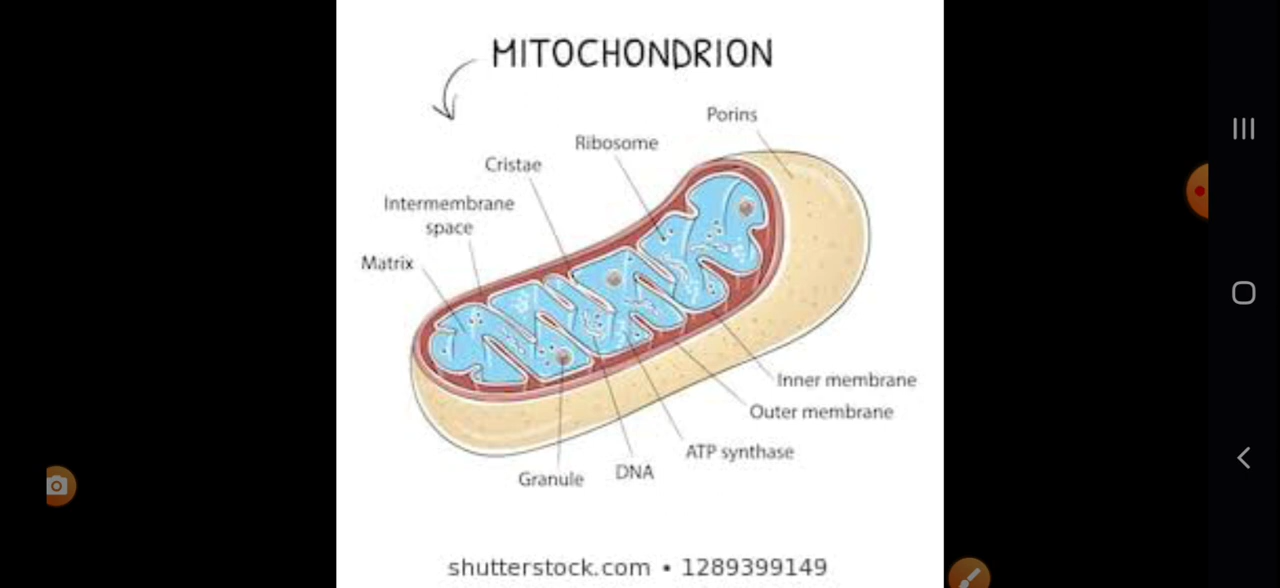 MITOCHONDRION
Porins
Ribosome
Cristae
Intermembrane
space
Matrix
Inner membrane
Outer membrane
ATP synthase
DNA
Granule
shutterstock.com • 1289399149